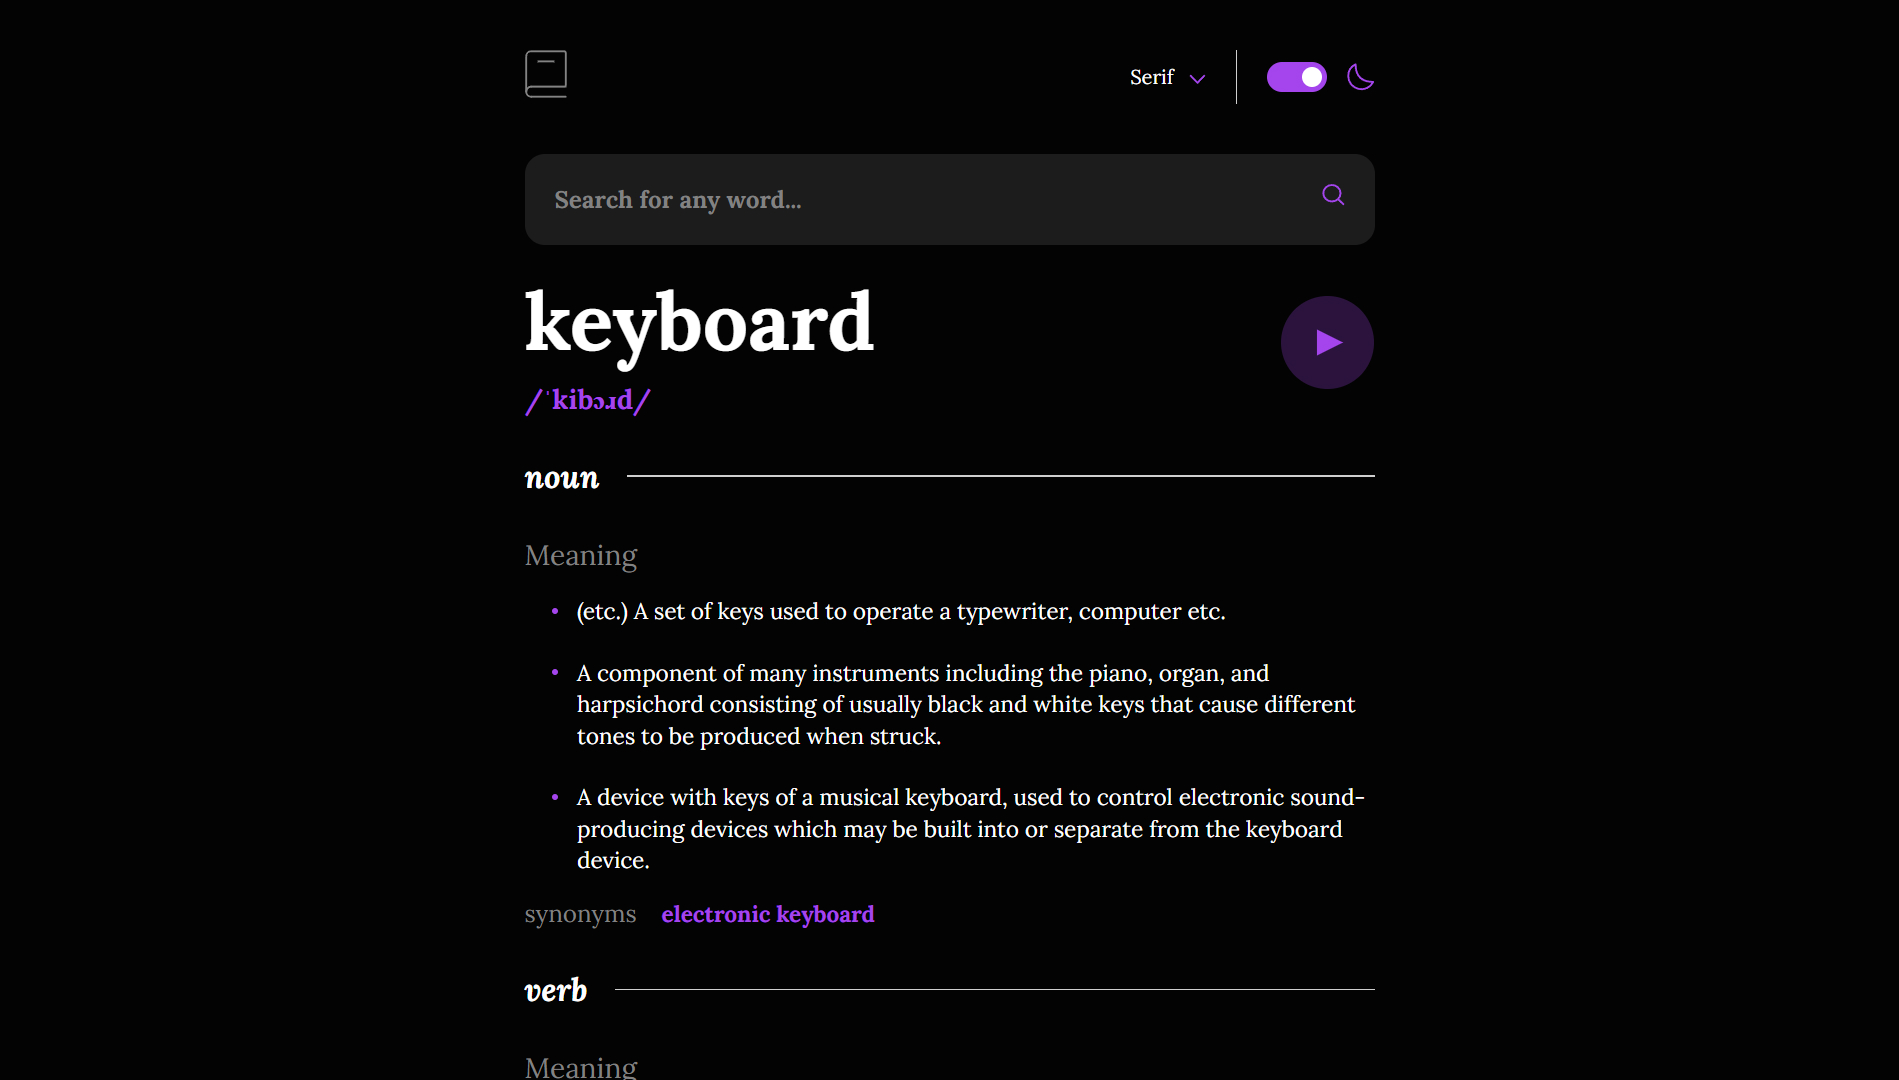 Serif
Search for any word...
keyboard
/ˈkibɔɹd/
noun
Meaning
(etc.) A set of keys used to operate a typewriter, computer etc.
A component of many instruments including the piano, organ, and
harpsichord consisting of usually black and white keys that cause different
tones to be produced when struck.
A device with keys of a musical keyboard, used to control electronic sound-
producing devices which may be built into or separate from the keyboard
device.
synonyms electronic keyboard
verb
Meaning